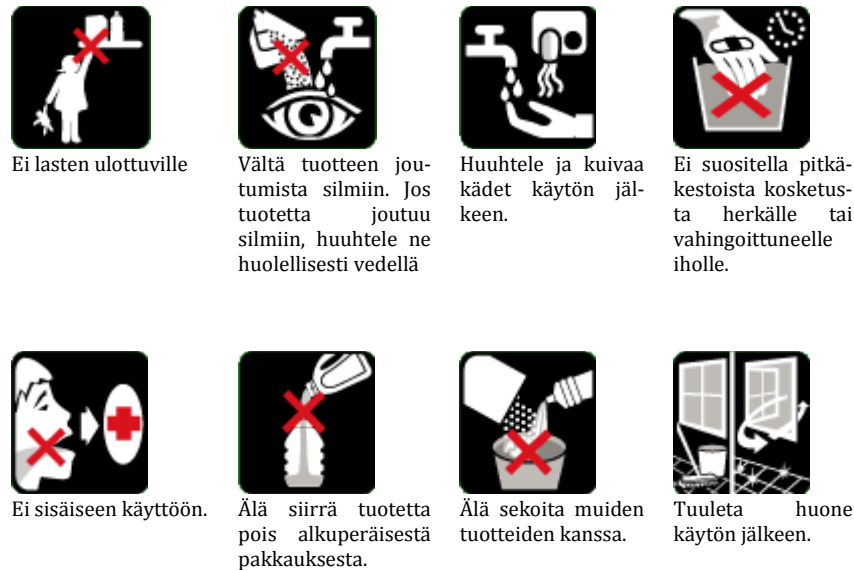 Ei lasten ulottuville
Vältä tuotteen jou-
tumista silmiin. Jos
tuotetta joutuu
silmiin, huuhtele ne
huolellisesti vedellä
Huuhtele ja kuivaa
kädet käytön jäl-
keen.
Ei suositella pitkä-
kestoista kosketus-
ta herkälle tai
vahingoittuneelle
iholle.
Ei sisäiseen käyttöön.
Älä siirrä tuotetta
pois alkuperäisestä
pakkauksesta.
Älä sekoita muiden
tuotteiden kanssa.
Tuuleta huone
käytön jälkeen.